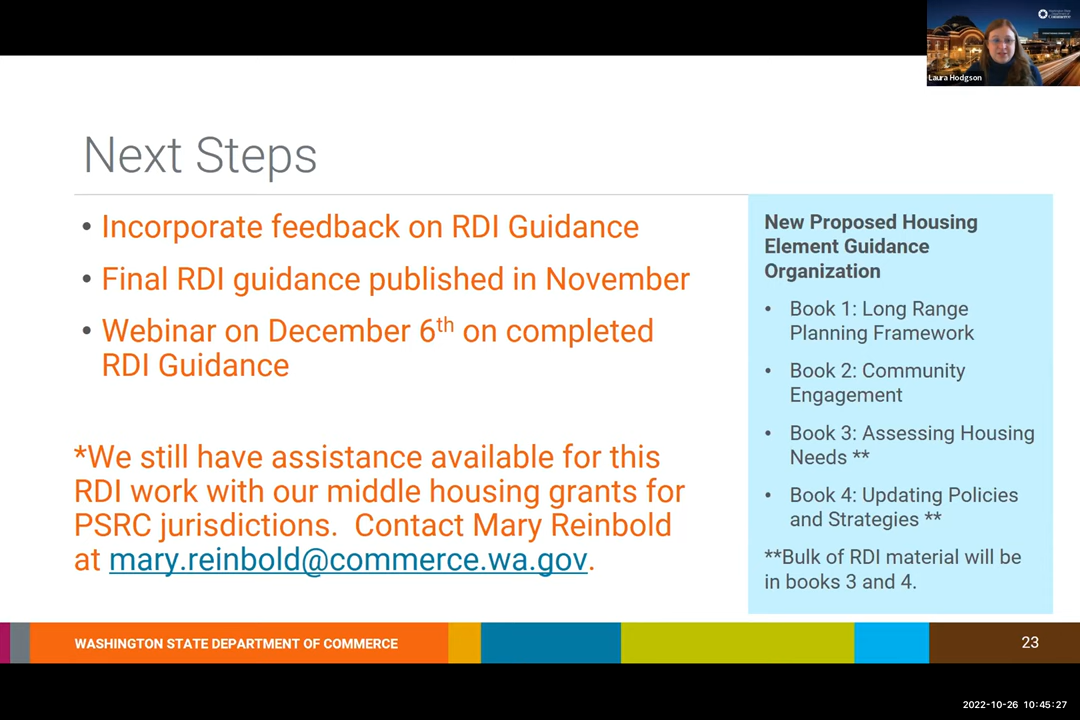 Commerce
Laura Hodgson
Next Steps
• Incorporate feedback on RDI Guidance
• Final RDI guidance published in November
• Webinar on December 6th on completed
RDI Guidance
*We still have assistance available for this
RDI work with our middle housing grants for
PSRC jurisdictions. Contact Mary Reinbold
at mary.reinbold@commerce.wa.gov.
New Proposed Housing
Element Guidance
Organization
• Book 1: Long Range
Planning Framework
• Book 2: Community
Engagement
• Book 3: Assessing Housing
Needs **
• Book 4: Updating Policies
and Strategies **
**Bulk of RDI material will be
in books 3 and 4.
WASHINGTON STATE DEPARTMENT OF COMMERCE
23
2022-10-26 10:45:27